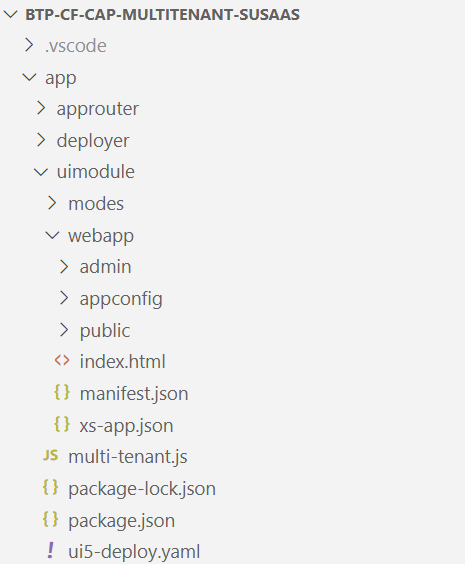 BTP-CF-CAP-MULTITENANT-SUSAAS
.vscode
app
approuter
deployer
uimodule
modes
webapp
admin
appconfig
public
<> index.html
{} manifest.json
{} xs-app.json
JS multi-tenant.js
{} package-lock.json
{} package.json
! ui5-deploy.yaml